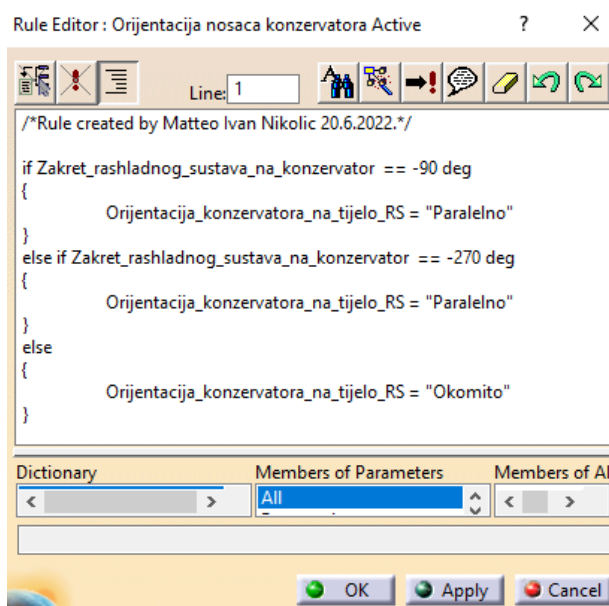 Rule Editor : Orijentacija nosaca konzervatora Active ? X
Line: 1
/*Rule created by Matteo Ivan Nikolic 20.6.2022.*/
if Zakret_rashladnog_sustava_na_konzervator == -90 deg
{
Orijentacija_konzervatora_na_tijelo_RS = "Paralelno"
}
else if Zakret_rashladnog_sustava_na_konzervator == -270 deg
{
Orijentacija_konzervatora_na_tijelo_RS = "Paralelno"
}
else
{
Orijentacija_konzervatora_na_tijelo_RS = "Okomito"
}
Dictionary Members of Parameters Members of Al
All
OK Apply Cancel